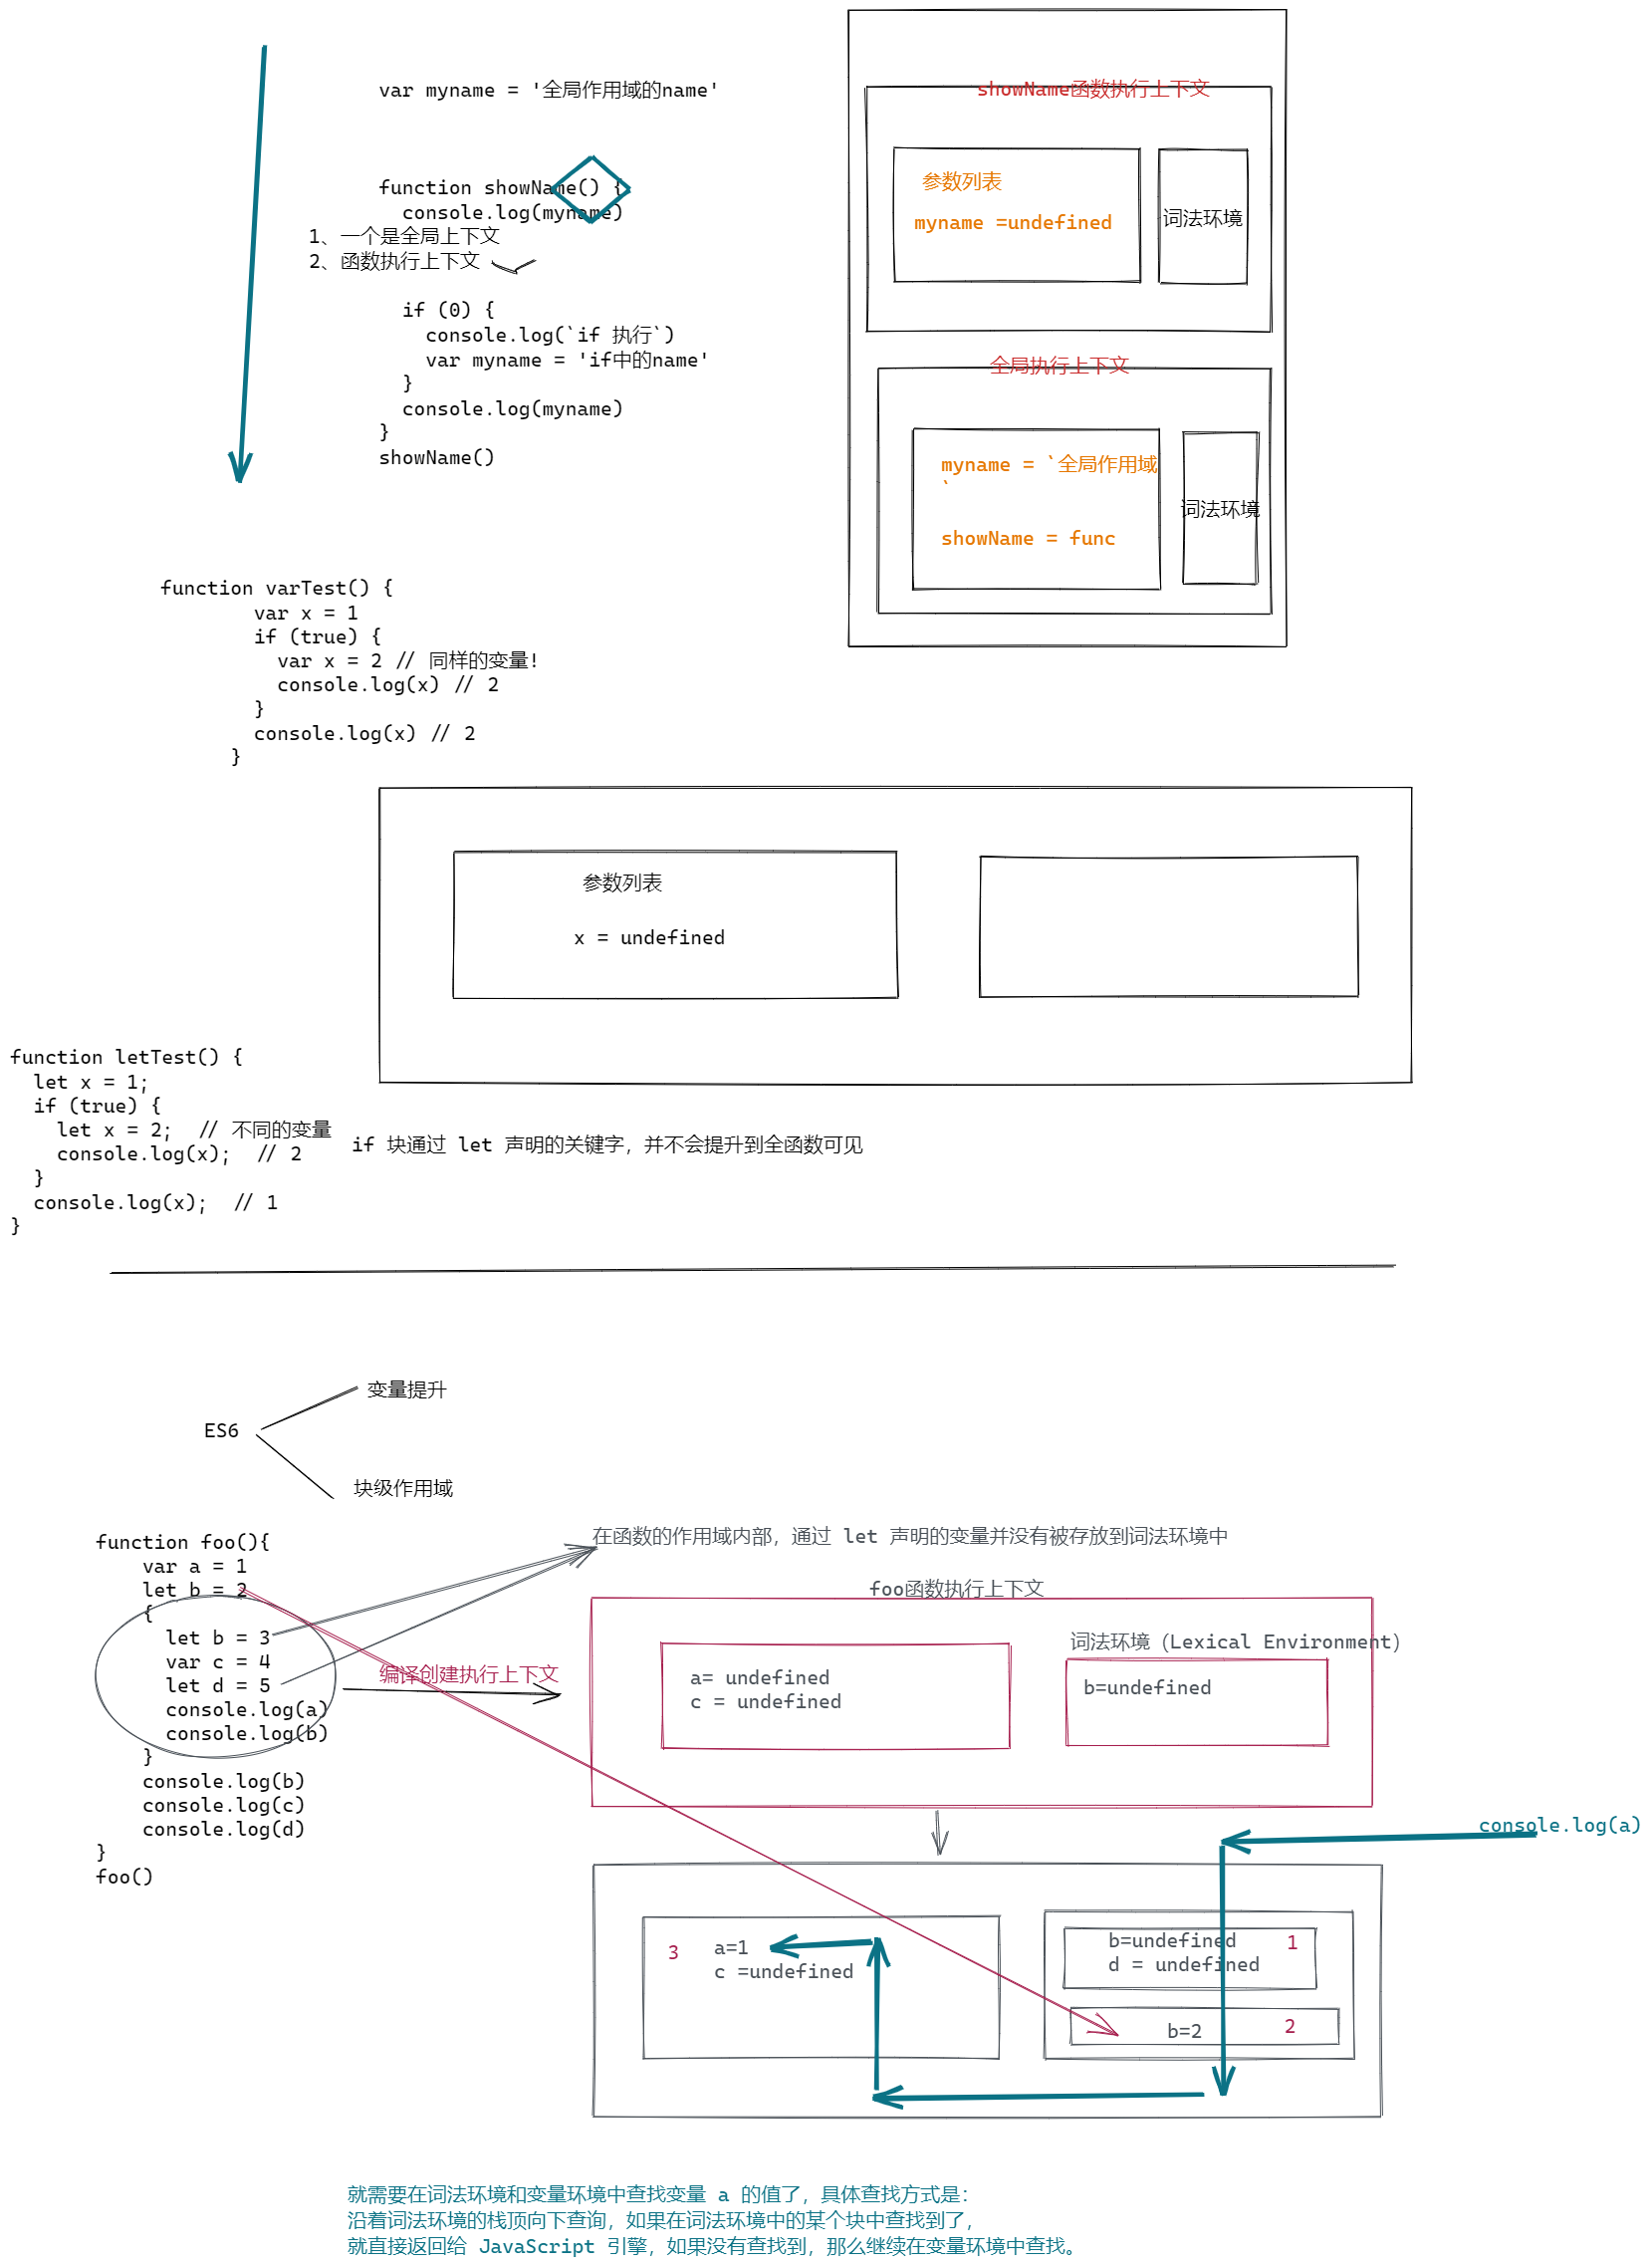 var myname = '全局作用域的name'
function showName() {
console.log(myname)
1、一个是全局上下文
2、函数执行上下文
if (0) {
console.log(`if 执行`)
var myname = 'if中的name'
}
console.log(myname)
}
showName()
showName函数执行上下文
参数列表
myname =undefined
词法环境
全局执行上下文
myname = `全局作用域
`
showName = func
词法环境
function varTest() {
var x = 1
if (true) {
var x = 2 // 同样的变量!
console.log(x) // 2
}
console.log(x) // 2
}
参数列表
x = undefined
function letTest() {
let x = 1;
if (true) {
let x = 2;  // 不同的变量
console.log(x);  // 2
}
console.log(x);  // 1
}
if 块通过 let 声明的关键字，并不会提升到全函数可见
变量提升
ES6
块级作用域
function foo(){
var a = 1
let b = 2
{
let b = 3
var c = 4
let d = 5
console.log(a)
console.log(b)
}
console.log(b)
console.log(c)
console.log(d)
}
foo()
在函数的作用域内部，通过 let 声明的变量并没有被存放到词法环境中
foo函数执行上下文
编译创建执行上下文
a= undefined
c = undefined
词法环境（Lexical Environment）
b=undefined
console.log(a)
3
a=1
c =undefined
b=undefined
d = undefined
1
b=2
2
就需要在词法环境和变量环境中查找变量 a 的值了，具体查找方式是：
沿着词法环境的栈顶向下查询，如果在词法环境中的某个块中查找到了，
就直接返回给 JavaScript 引擎，如果没有查找到，那么继续在变量环境中查找。